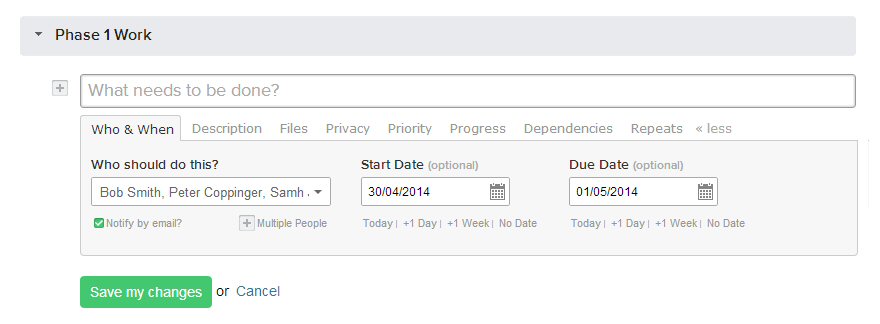 Phase 1 Work
What needs to be done?
Who & When Description Files Privacy Priority Progress Dependencies Repeats « less
Who should do this? Start Date (optional) Due Date (optional)
Bob Smith, Peter Coppinger, Samh 30/04/2014 01/05/2014
Notify by email? Multiple People Today | +1 Day | +1 Week | No Date Today | +1 Day | +1 Week | No Date
Save my changes or Cancel